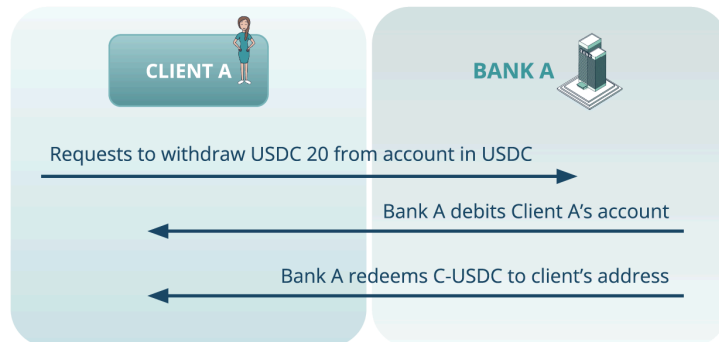 CLIENT A
BANK A
Requests to withdraw USDC 20 from account in USDC
Bank A debits Client A's account
Bank A redeems C-USDC to client's address